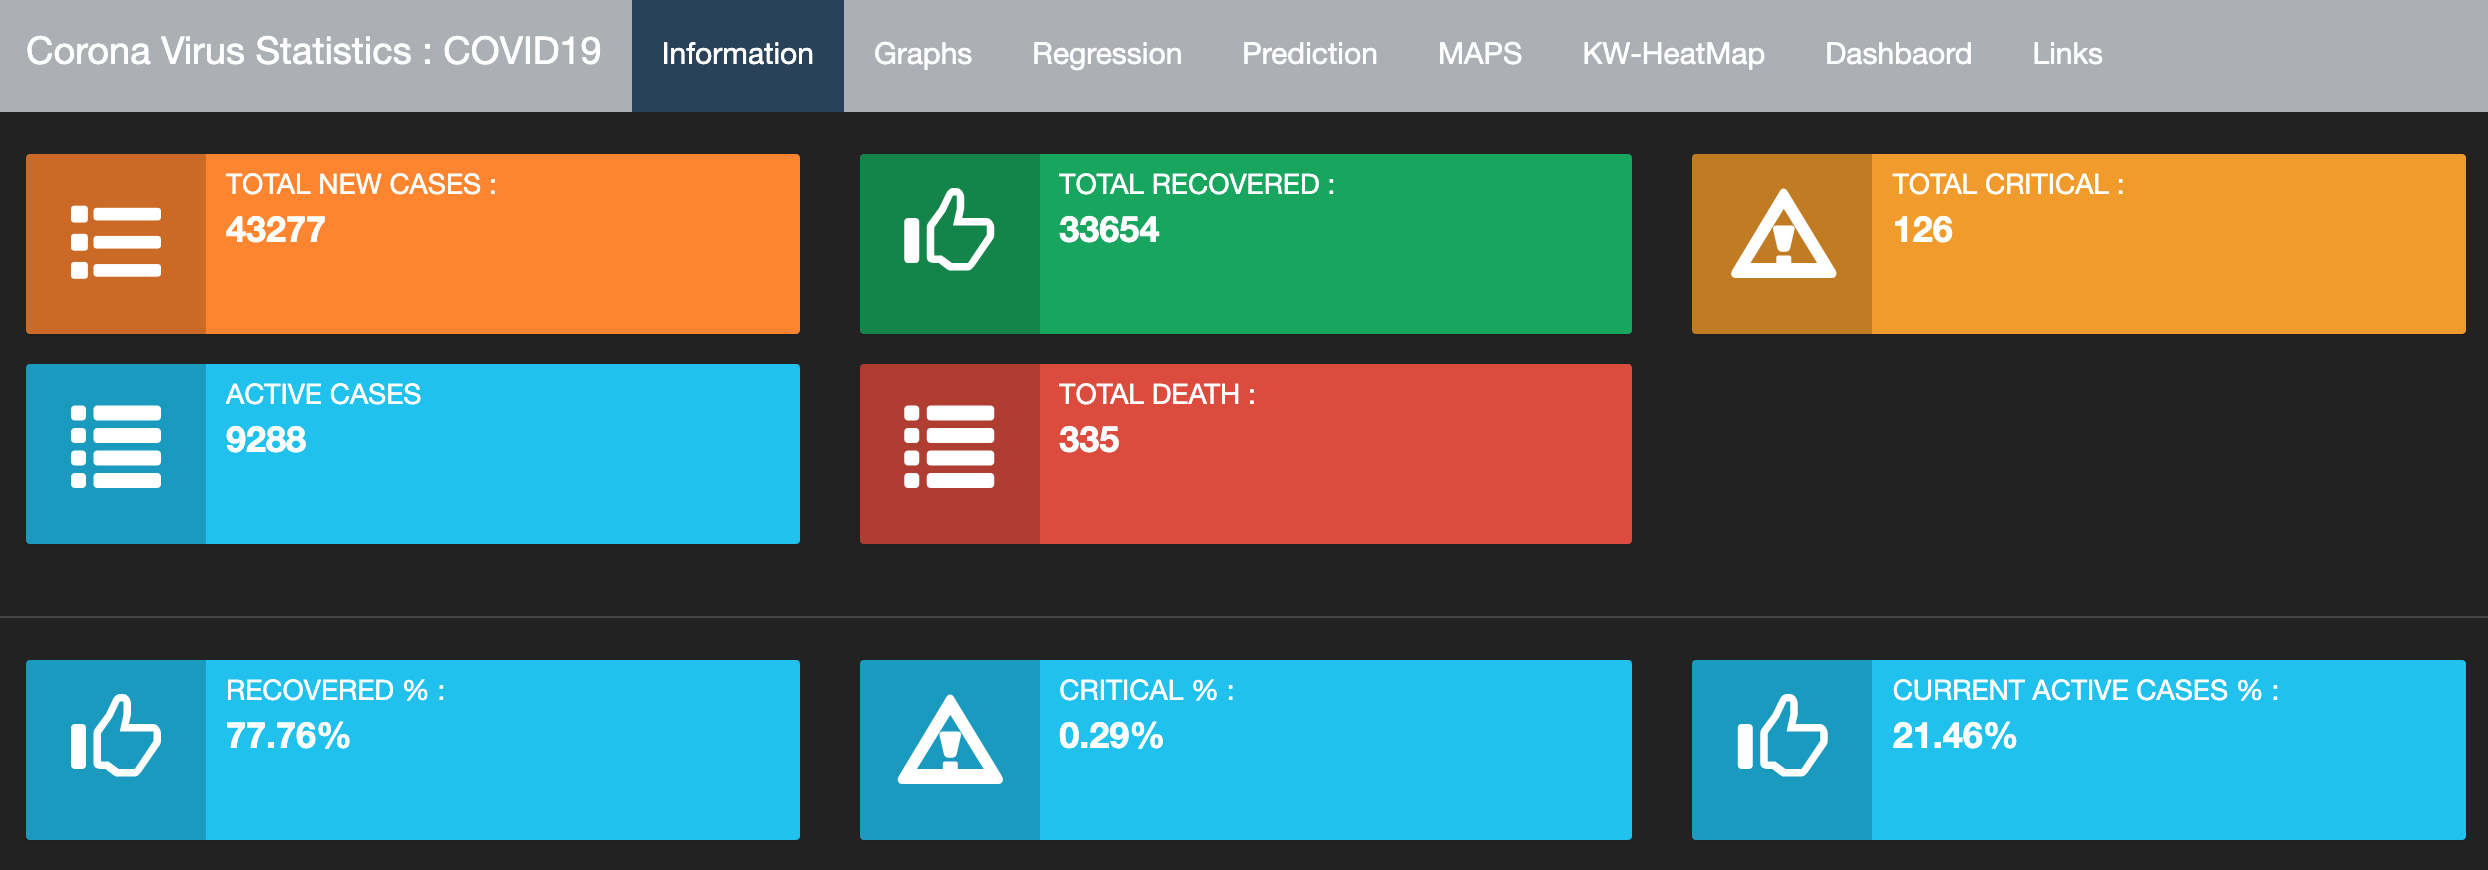 Corona Virus Statistics : COVID19 Information Graphs Regression Prediction MAPS KW-HeatMap Dashbaord Links
TOTAL NEW CASES :
43277
TOTAL RECOVERED :
33654
TOTAL CRITICAL :
126
ACTIVE CASES
9288
TOTAL DEATH :
335
RECOVERED % :
77.76%
CRITICAL % :
0.29%
CURRENT ACTIVE CASES % :
21.46%